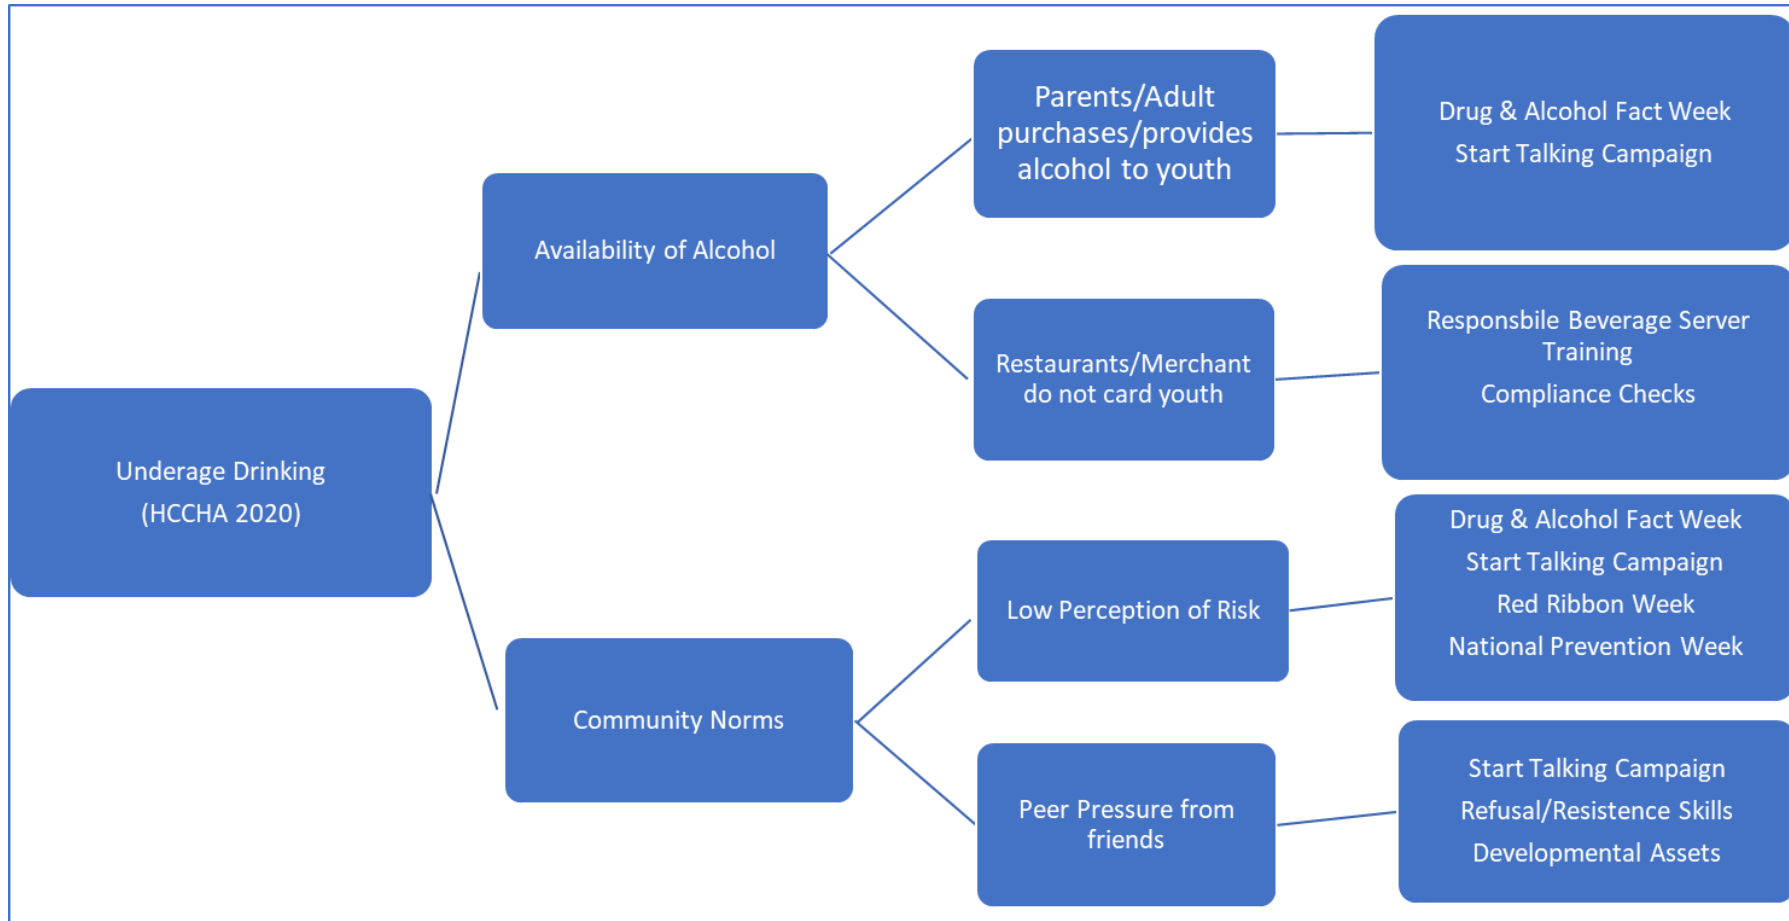 Underage Drinking
(HCCHA 2020)
Availability of Alcohol
Community Norms
Parents/Adult
purchases/provides
alcohol to youth
Restaurants/Merchant
do not card youth
Low Perception of Risk
Peer Pressure from
friends
Drug & Alcohol Fact Week
Start Talking Campaign
Responsbile Beverage Server
Training
Compliance Checks
Drug & Alcohol Fact Week
Start Talking Campaign
Red Ribbon Week
National Prevention Week
Start Talking Campaign
Refusal/Resistence Skills
Developmental Assets